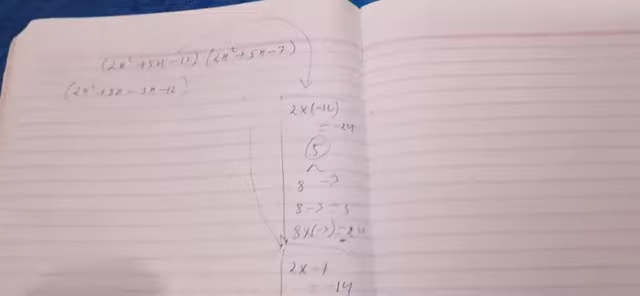 (2x² + 5x - 12) (2x² + 5x - 7)
(2x² + 8x - 3x - 12)
2 x (-12)
= -24
5
8 -3
8 - 3 = 5
8 x (-3) = -24
2 x - 7
= -14